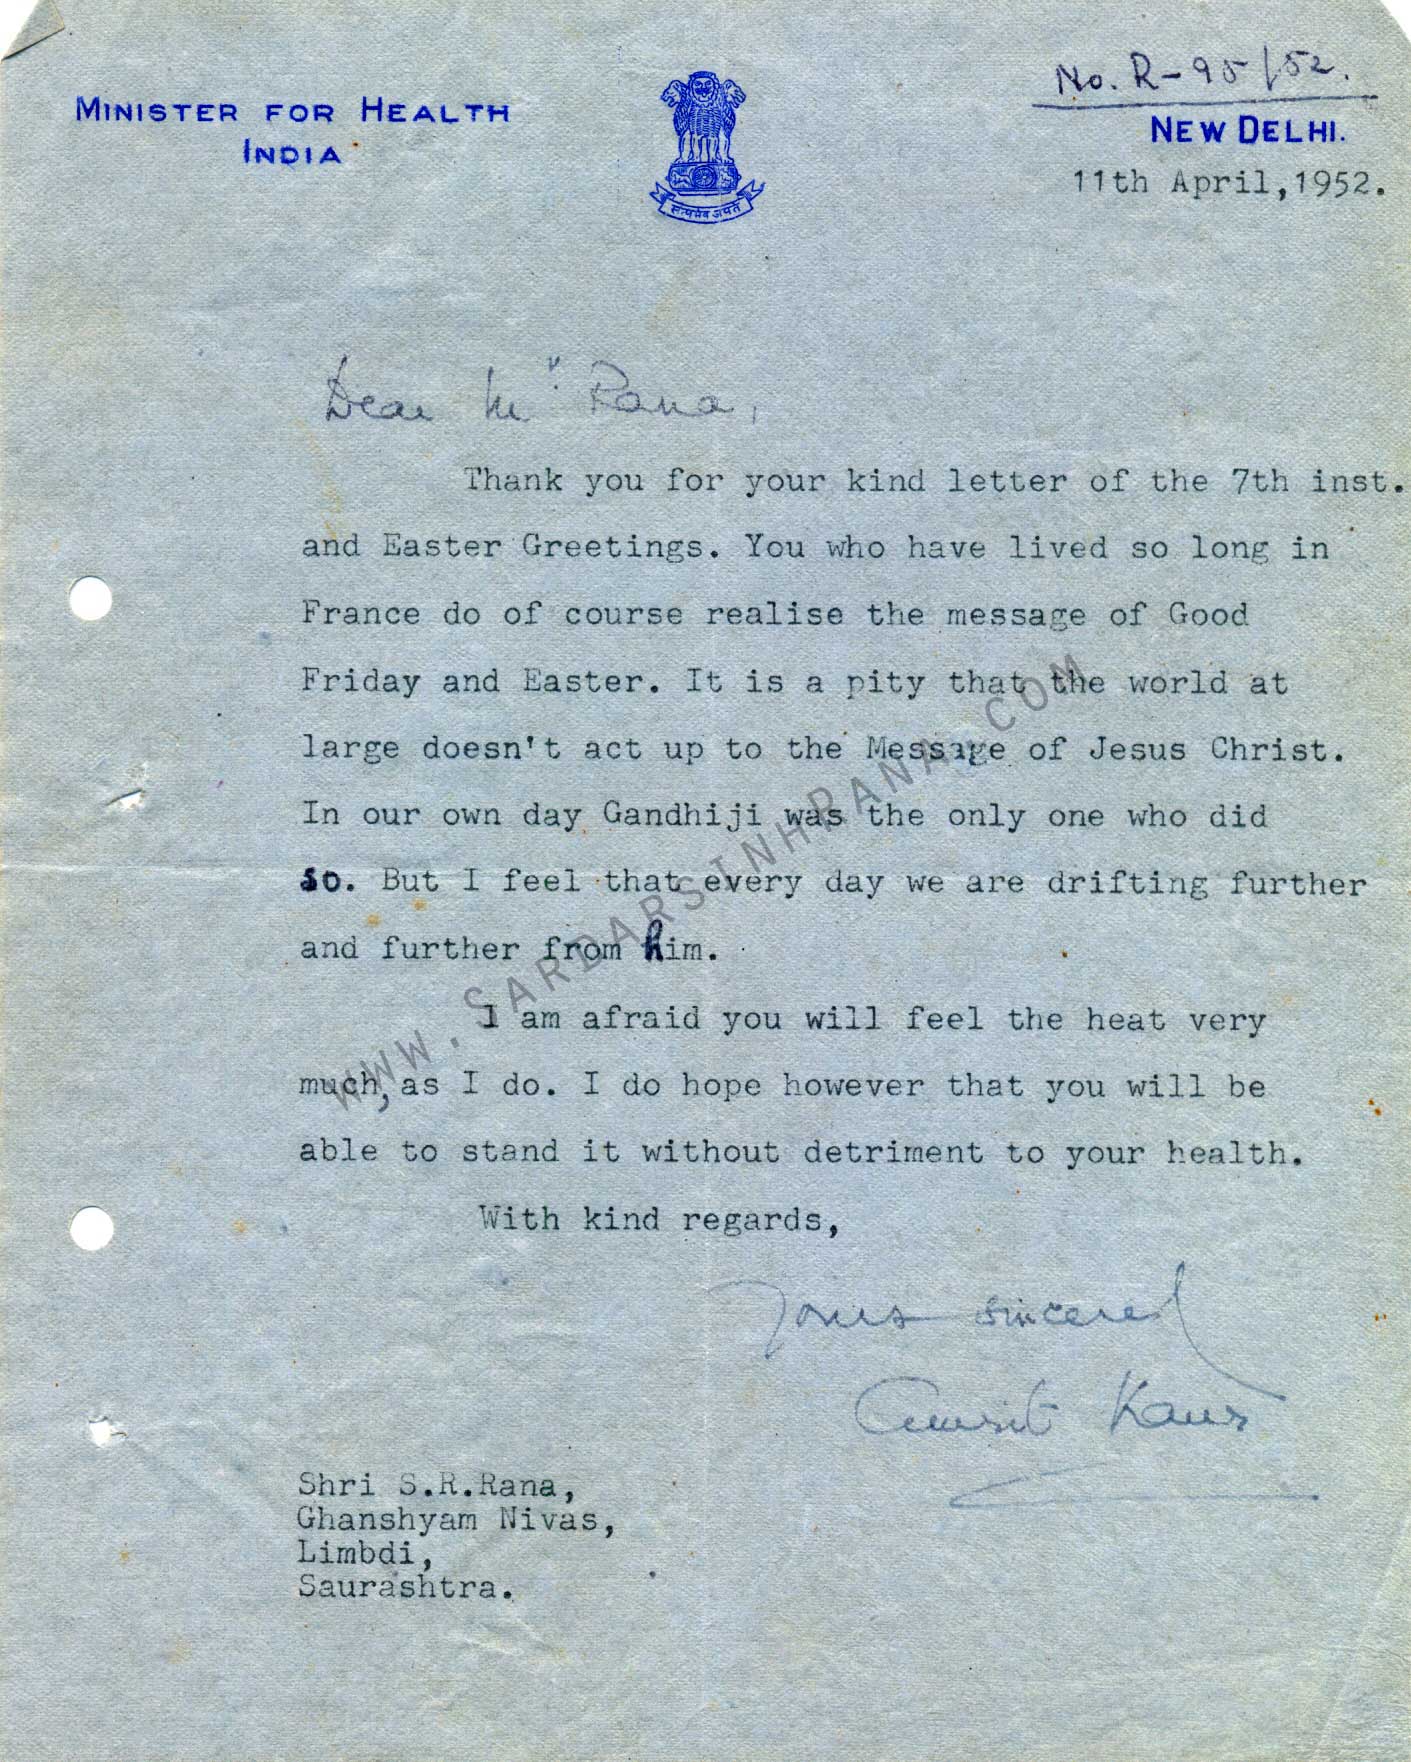 No. R-95/52.
MINISTER FOR HEALTH
INDIA
सत्यमेव जयते
NEW DELHI.
11th April, 1952.
Dear Mr Rana,
Thank you for your kind letter of the 7th inst.
and Easter Greetings. You who have lived so long in
France do of course realise the message of Good
Friday and Easter. It is a pity that the world at
large doesn't act up to the Message of Jesus Christ.
In our own day Gandhiji was the only one who did
so. But I feel that every day we are drifting further
and further from him.
I am afraid you will feel the heat very
much, as I do. I do hope however that you will be
able to stand it without detriment to your health.
With kind regards,
Yours sincerely
Amrit Kaur
Shri S.R.Rana,
Ghanshyam Nivas,
Limbdi,
Saurashtra.
WWW.SARDARSINHRANA.COM